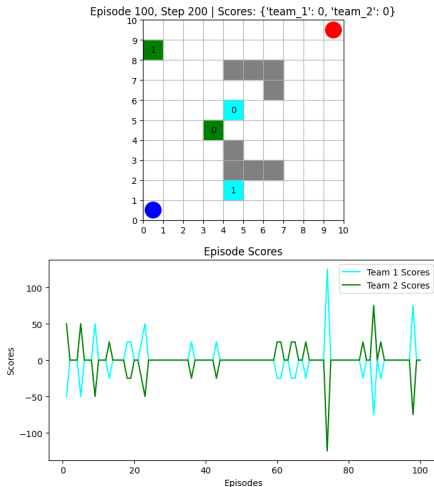 Episode 100, Step 200 | Scores: {'team_1': 0, 'team_2': 0}
10
9
8
7
6
5
4
3
2
1
0
1
0
0
1
0 1 2 3 4 5 6 7 8 9 10
Episode Scores
Team 1 Scores
Team 2 Scores
100
50
0
−50
−100
Scores
0 20 40 60 80 100
Episodes